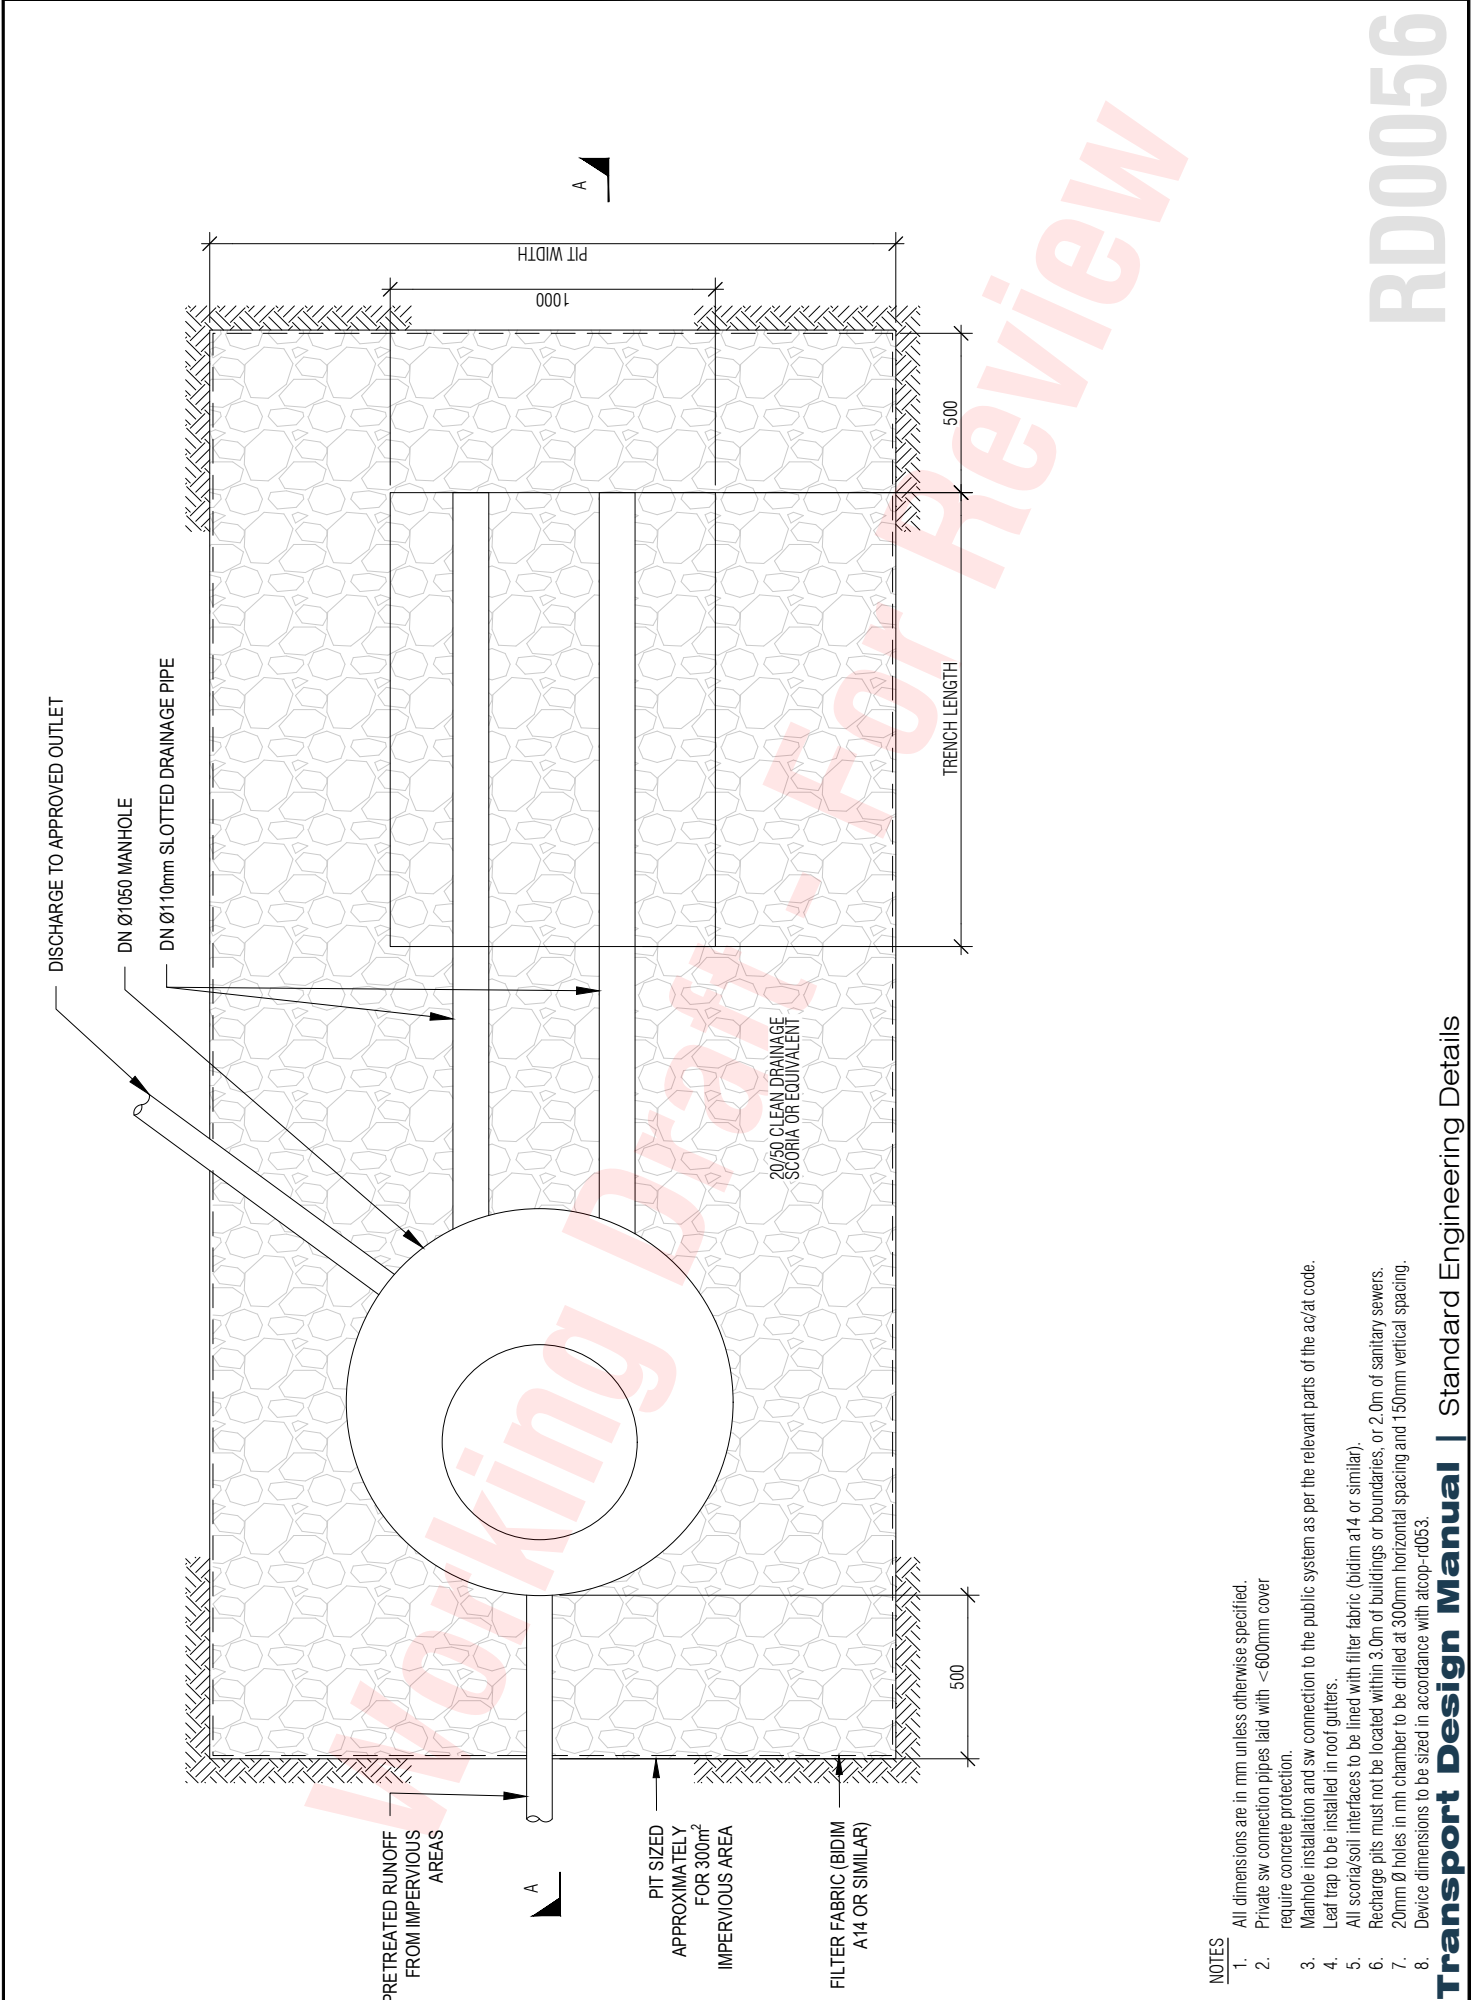 DISCHARGE TO APPROVED OUTLET
DN Ø1050 MANHOLE
DN Ø110mm SLOTTED DRAINAGE PIPE
PRETREATED RUNOFF
FROM IMPERVIOUS
AREAS
A
A
PIT SIZED
APPROXIMATELY
FOR 300m²
IMPERVIOUS AREA
FILTER FABRIC (BIDIM
A14 OR SIMILAR)
20/50 CLEAN DRAINAGE
SCORIA OR EQUIVALENT
500
TRENCH LENGTH
500
1000
PIT WIDTH
Working Draft - For Review
NOTES
1. All dimensions are in mm unless otherwise specified.
2. Private sw connection pipes laid with <600mm cover
require concrete protection.
3. Manhole installation and sw connection to the public system as per the relevant parts of the ac/at code.
4. Leaf trap to be installed in roof gutters.
5. All scoria/soil interfaces to be lined with filter fabric (bidim a14 or similar).
6. Recharge pits must not be located within 3.0m of buildings or boundaries, or 2.0m of sanitary sewers.
7. 20mm Ø holes in mh chamber to be drilled at 300mm horizontal spacing and 150mm vertical spacing.
8. Device dimensions to be sized in accordance with atcop-rd053.
Transport Design Manual | Standard Engineering Details
RD0056